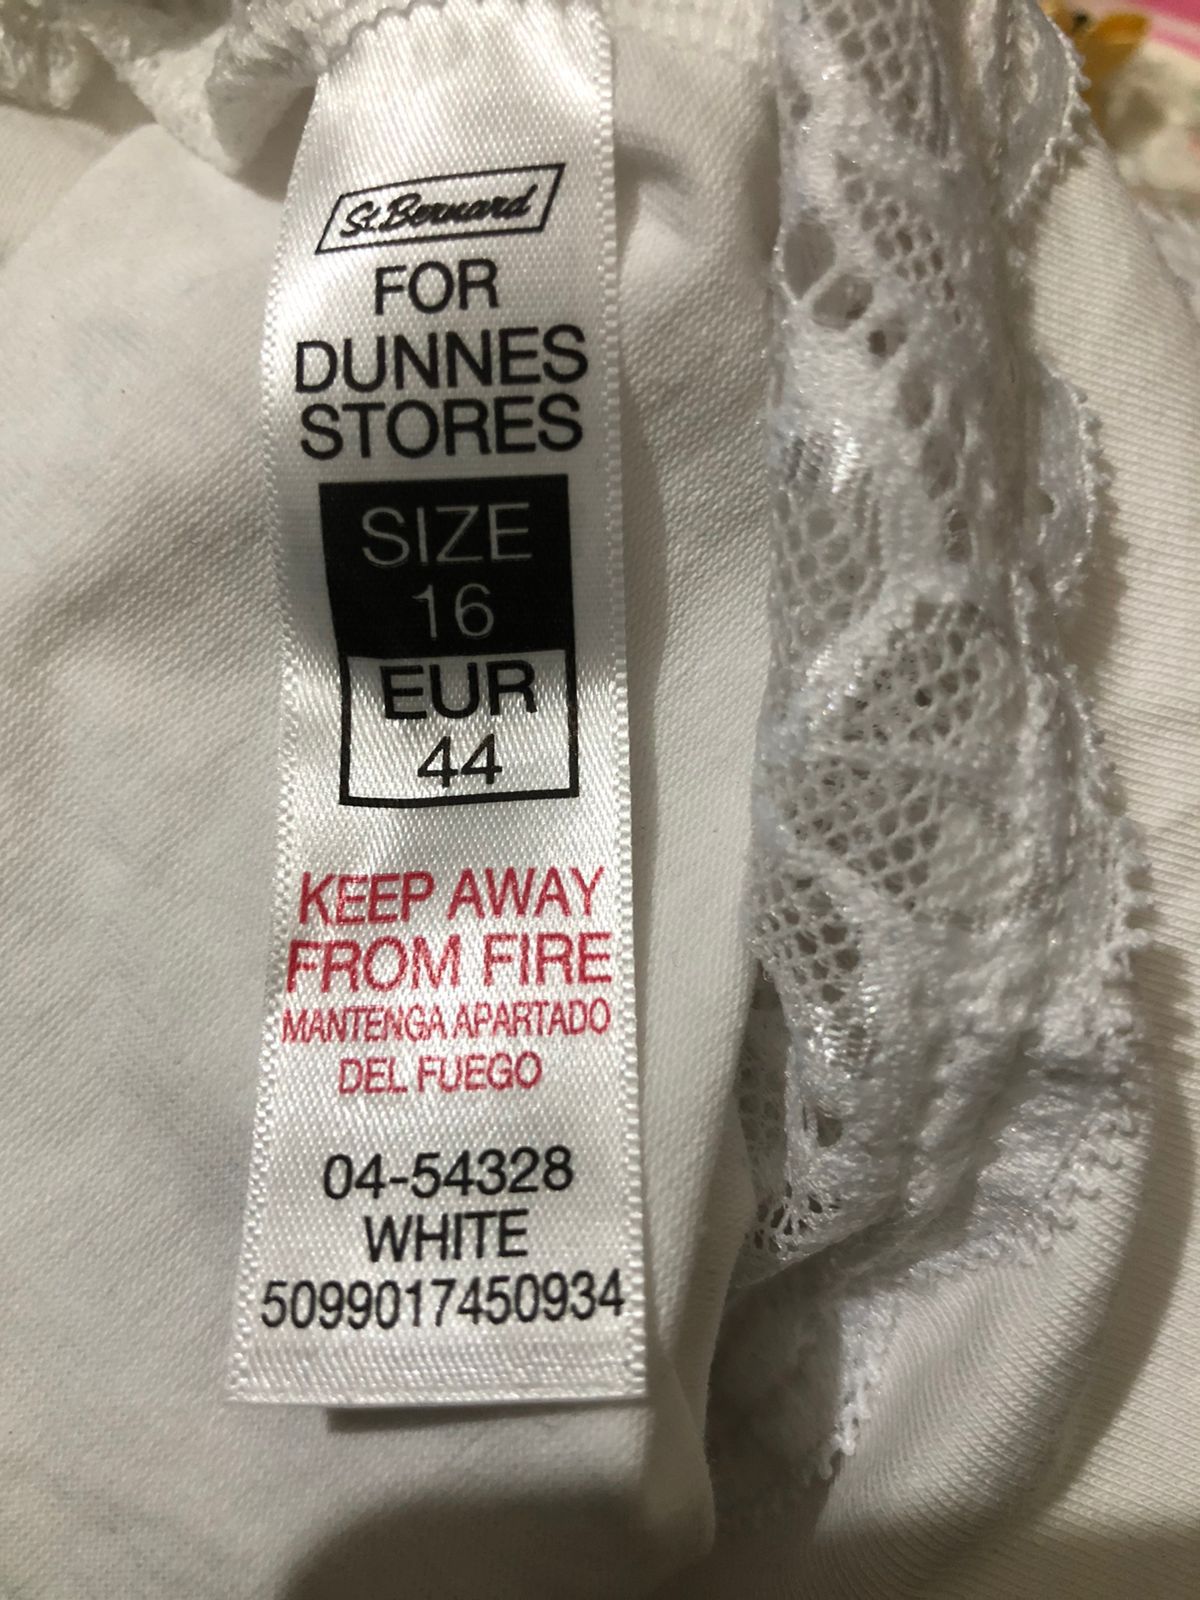 St. Bernard
FOR
DUNNES
STORES
SIZE
16
EUR
44
KEEP AWAY
FROM FIRE
MANTENGA APARTADO
DEL FUEGO
04-54328
WHITE
5099017450934